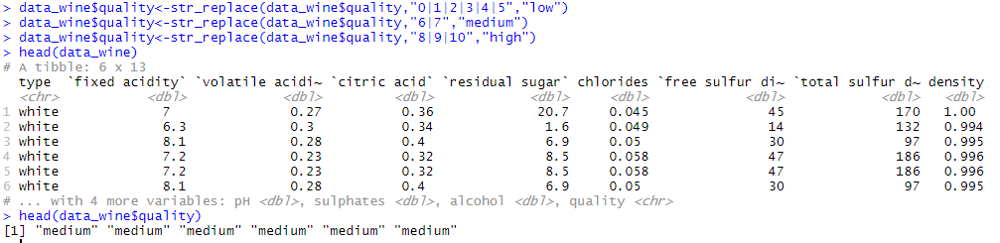 > data_wine$quality<-str_replace(data_wine$quality,"0|1|2|3|4|5","low")
> data_wine$quality<-str_replace(data_wine$quality,"6|7","medium")
> data_wine$quality<-str_replace(data_wine$quality,"8|9|10","high")
> head(data_wine)
# A tibble: 6 x 13
  type  `fixed acidity` `volatile acidi~ `citric acid` `residual sugar` chlorides `free sulfur di~ `total sulfur d~ density
  <chr>           <dbl>            <dbl>         <dbl>            <dbl>     <dbl>            <dbl>            <dbl>   <dbl>
1 white             7               0.27          0.36             20.7     0.045               45              170   1.00
2 white             6.3             0.3           0.34              1.6     0.049               14              132   0.994
3 white             8.1             0.28          0.4               6.9     0.05                30               97   0.995
4 white             7.2             0.23          0.32              8.5     0.058               47              186   0.996
5 white             7.2             0.23          0.32              8.5     0.058               47              186   0.996
6 white             8.1             0.28          0.4               6.9     0.05                30               97   0.995
# ... with 4 more variables: pH <dbl>, sulphates <dbl>, alcohol <dbl>, quality <chr>
> head(data_wine$quality)
[1] "medium" "medium" "medium" "medium" "medium" "medium"